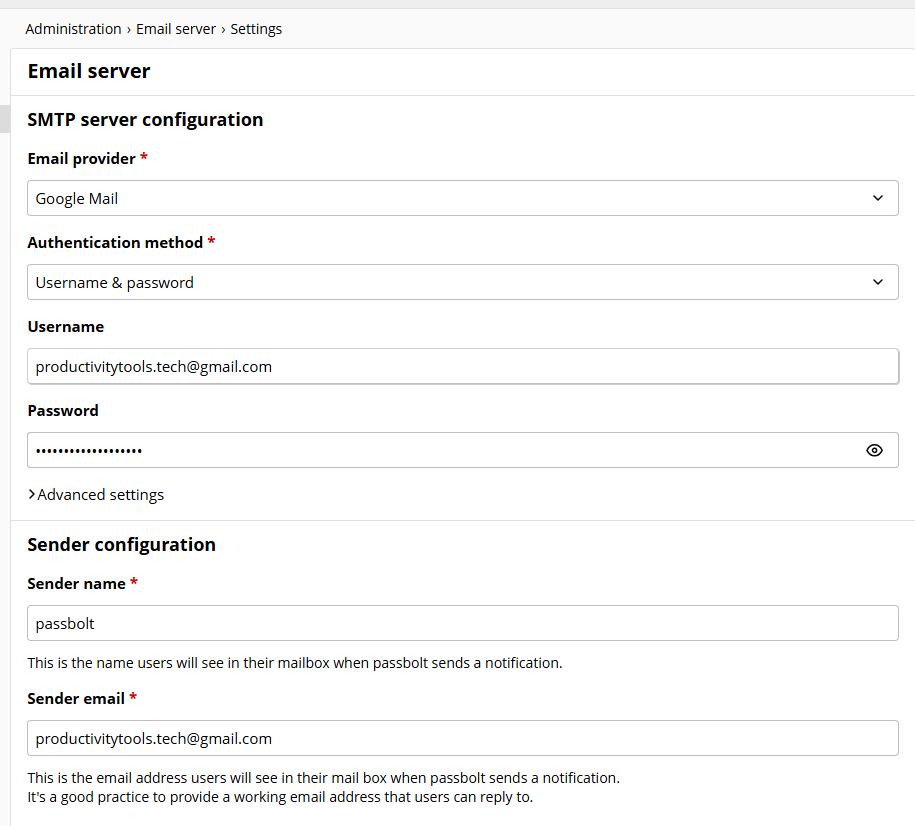 Administration › Email server › Settings
Email server
SMTP server configuration
Email provider *
Google Mail
Authentication method *
Username & password
Username
productivitytools.tech@gmail.com
Password
•••••••••••••••••••
Advanced settings
Sender configuration
Sender name *
passbolt
This is the name users will see in their mailbox when passbolt sends a notification.
Sender email *
productivitytools.tech@gmail.com
This is the email address users will see in their mail box when passbolt sends a notification.
It's a good practice to provide a working email address that users can reply to.